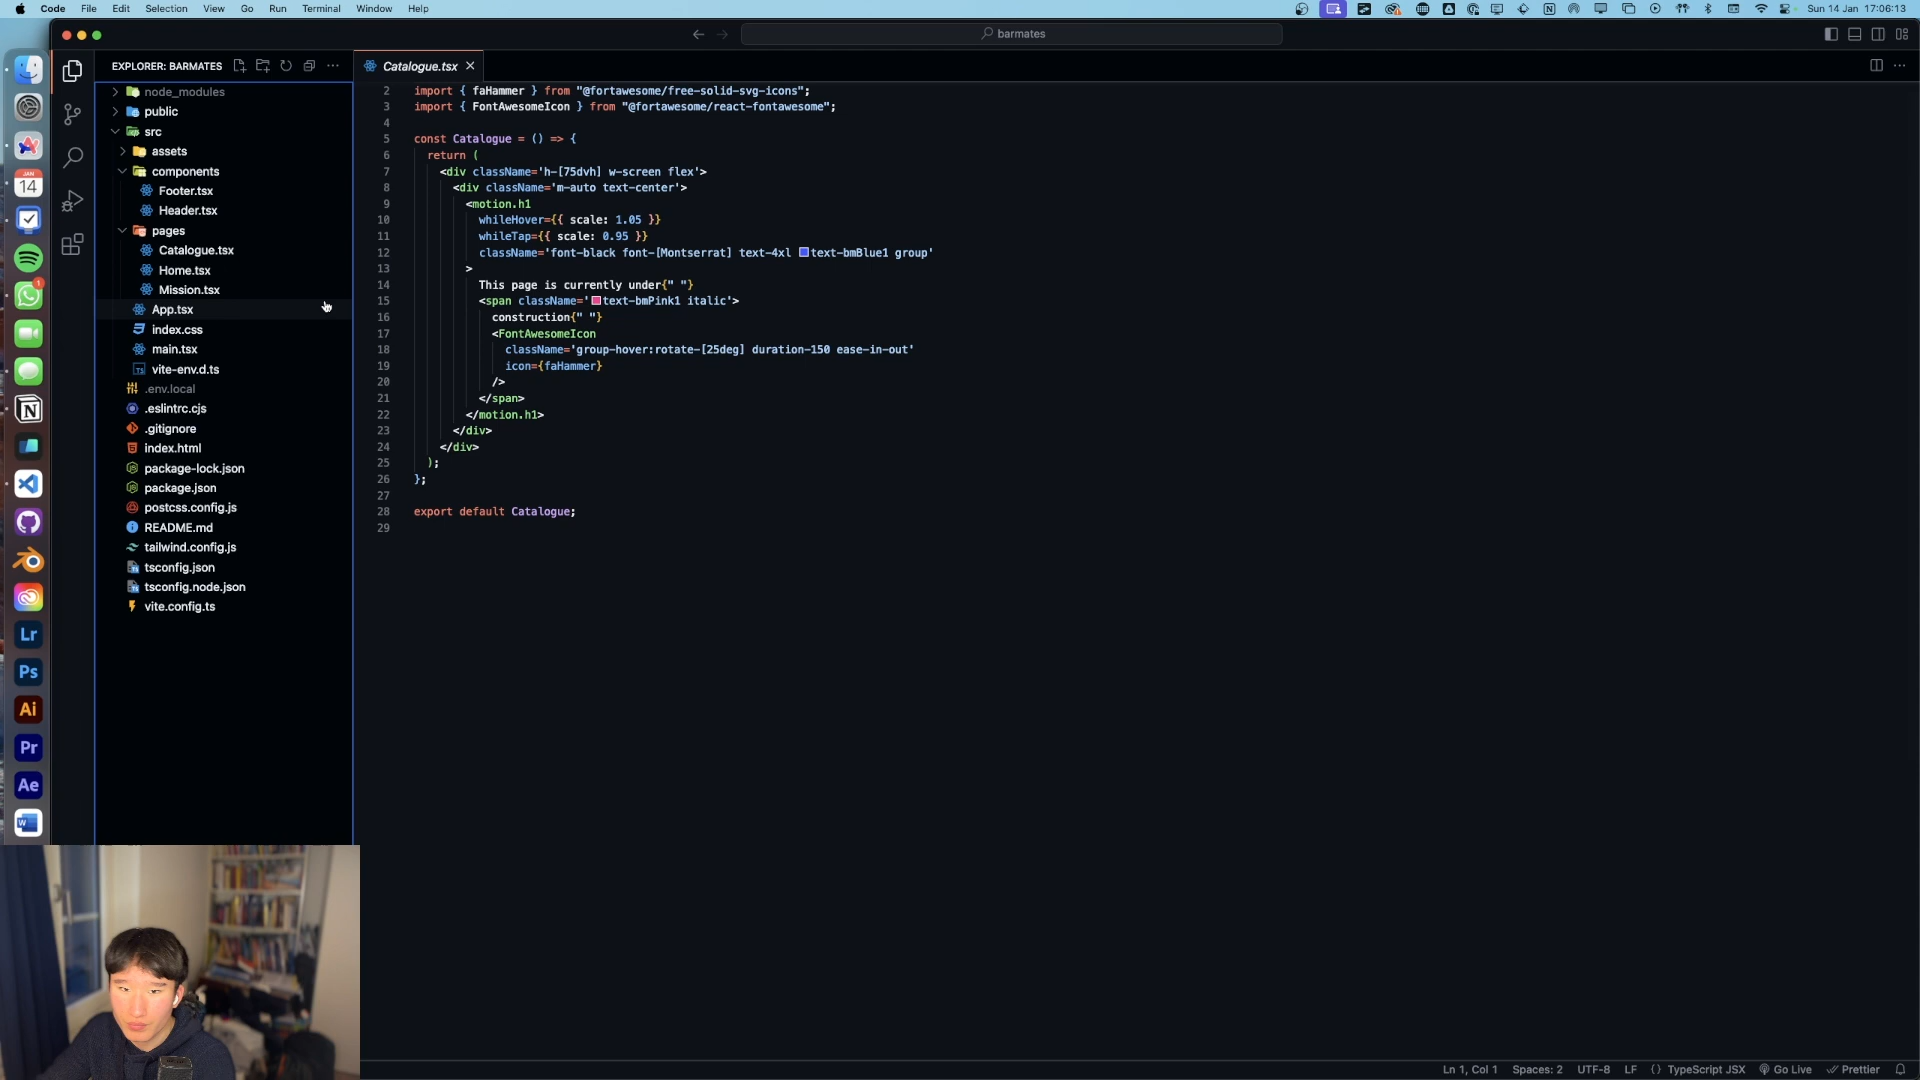 Code File Edit Selection View Go Run Terminal Window Help
Sun 14 Jan 17:06:13
barmates
EXPLORER: BARMATES
Catalogue.tsx
node_modules
public
src
assets
components
Footer.tsx
Header.tsx
pages
Catalogue.tsx
Home.tsx
Mission.tsx
App.tsx
index.css
main.tsx
vite-env.d.ts
.env.local
.eslintrc.cjs
.gitignore
index.html
package-lock.json
package.json
postcss.config.js
README.md
tailwind.config.js
tsconfig.json
tsconfig.node.json
vite.config.ts
JAN
14
1
Lr
Ps
Ai
Pr
Ae
W
2 import { faHammer } from "@fortawesome/free-solid-svg-icons";
3 import { FontAwesomeIcon } from "@fortawesome/react-fontawesome";
4
5 const Catalogue = () => {
6 return (
7 <div className='h-[75dvh] w-screen flex'>
8 <div className='m-auto text-center'>
9 <motion.h1
10 whileHover={{ scale: 1.05 }}
11 whileTap={{ scale: 0.95 }}
12 className='font-black font-[Montserrat] text-4xl text-bmBlue1 group'
13 >
14 This page is currently under{" "}
15 <span className='text-bmPink1 italic'>
16 construction{" "}
17 <FontAwesomeIcon
18 className='group-hover:rotate-[25deg] duration-150 ease-in-out'
19 icon={faHammer}
20 />
21 </span>
22 </motion.h1>
23 </div>
24 </div>
25 );
26 };
27
28 export default Catalogue;
29
Ln 1, Col 1 Spaces: 2 UTF-8 LF {} TypeScript JSX Go Live Prettier